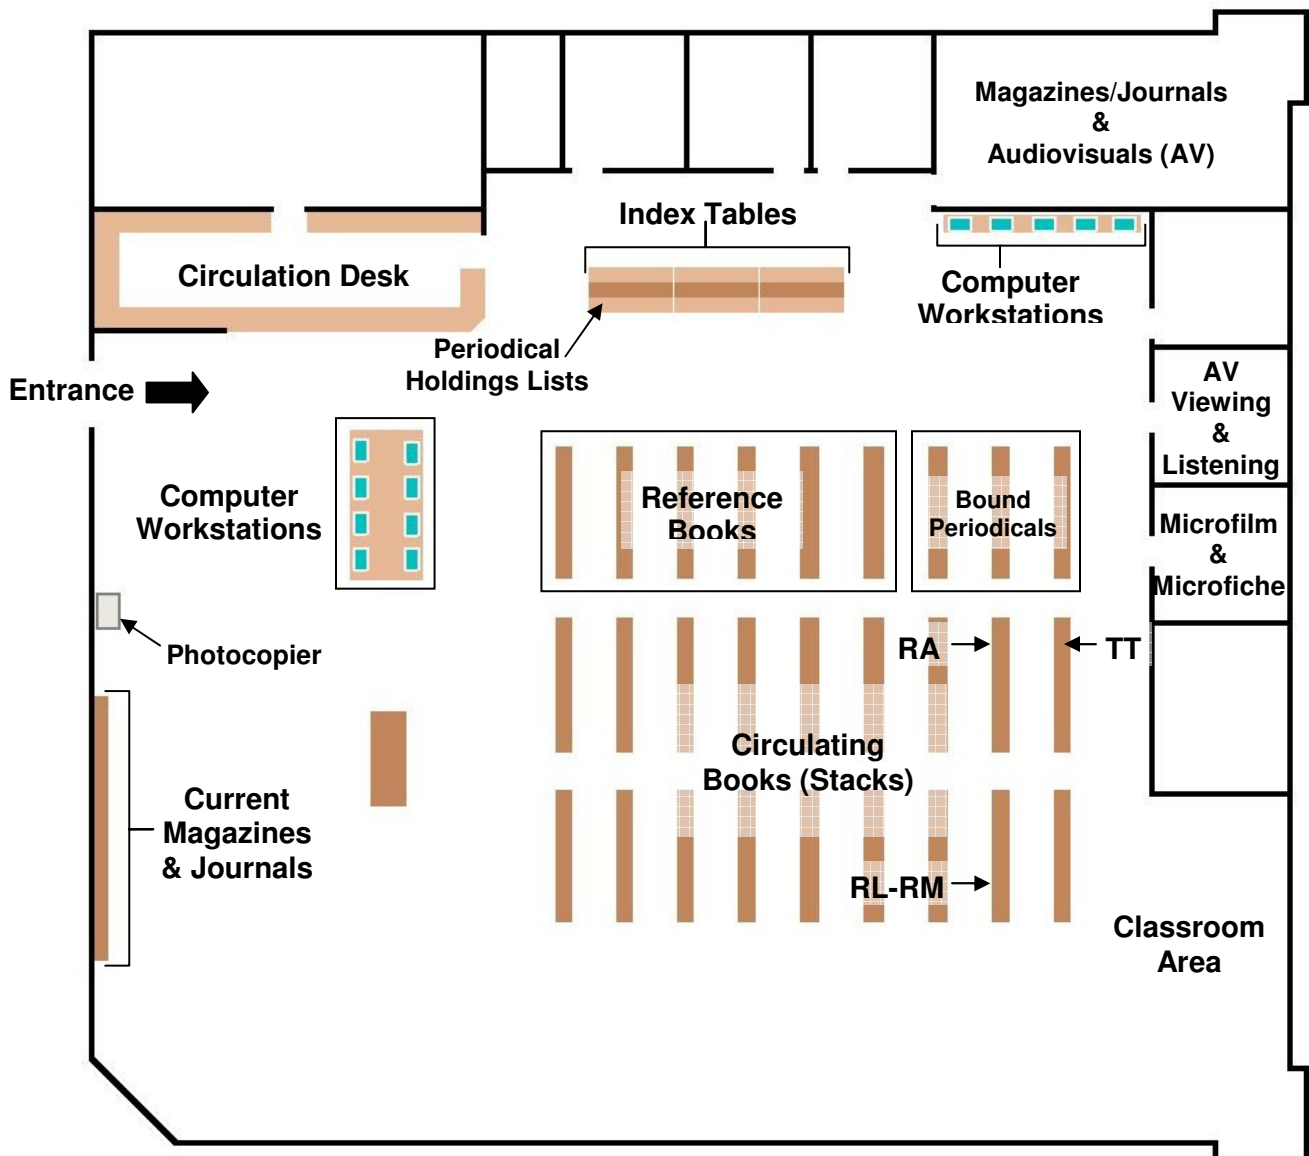 Magazines/Journals
&
Audiovisuals (AV)
Index Tables
Circulation Desk
Computer
Workstations
Periodical
Holdings Lists
Entrance
AV
Viewing
&
Listening
Computer
Workstations
Reference
Books
Bound
Periodicals
Microfilm
&
Microfiche
Photocopier
RA
TT
Circulating
Books (Stacks)
Current
Magazines
& Journals
RL-RM
Classroom
Area